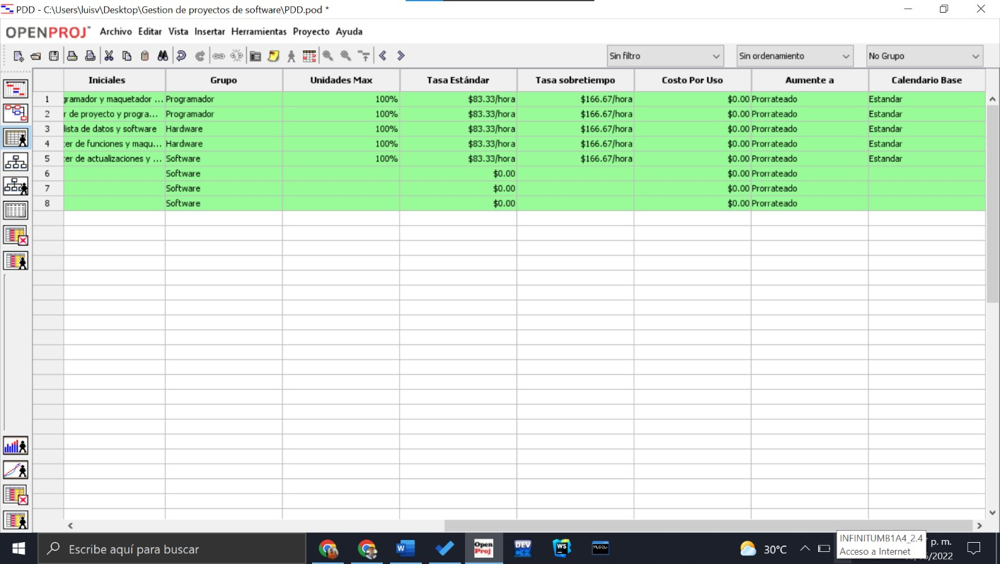 PDD - C:\Users\luisv\Desktop\Gestion de proyectos de software\PDD.pod *
OPENPROJ Archivo Editar Vista Insertar Herramientas Proyecto Ayuda
Sin filtro Sin ordenamiento No Grupo
Iniciales Grupo Unidades Max Tasa Estándar Tasa sobretiempo Costo Por Uso Aumente a Calendario Base
1 gramador y maquetador ... Programador 100% $83.33/hora $166.67/hora $0.00 Prorrateado Estandar
2 r de proyecto y progra... Programador 100% $83.33/hora $166.67/hora $0.00 Prorrateado Estandar
3 lista de datos y software Hardware 100% $83.33/hora $166.67/hora $0.00 Prorrateado Estandar
4 ter de funciones y maqu... Hardware 100% $83.33/hora $166.67/hora $0.00 Prorrateado Estandar
5 ter de actualizaciones y ... Software 100% $83.33/hora $166.67/hora $0.00 Prorrateado Estandar
6 Software $0.00 $0.00 Prorrateado
7 Software $0.00 $0.00 Prorrateado
8 Software $0.00 $0.00 Prorrateado
Escribe aquí para buscar
Open Proj
DEV
WS
MySQL
30°C
INFINITUMB1A4_2.4
Acceso a Internet
p. m.
/2022